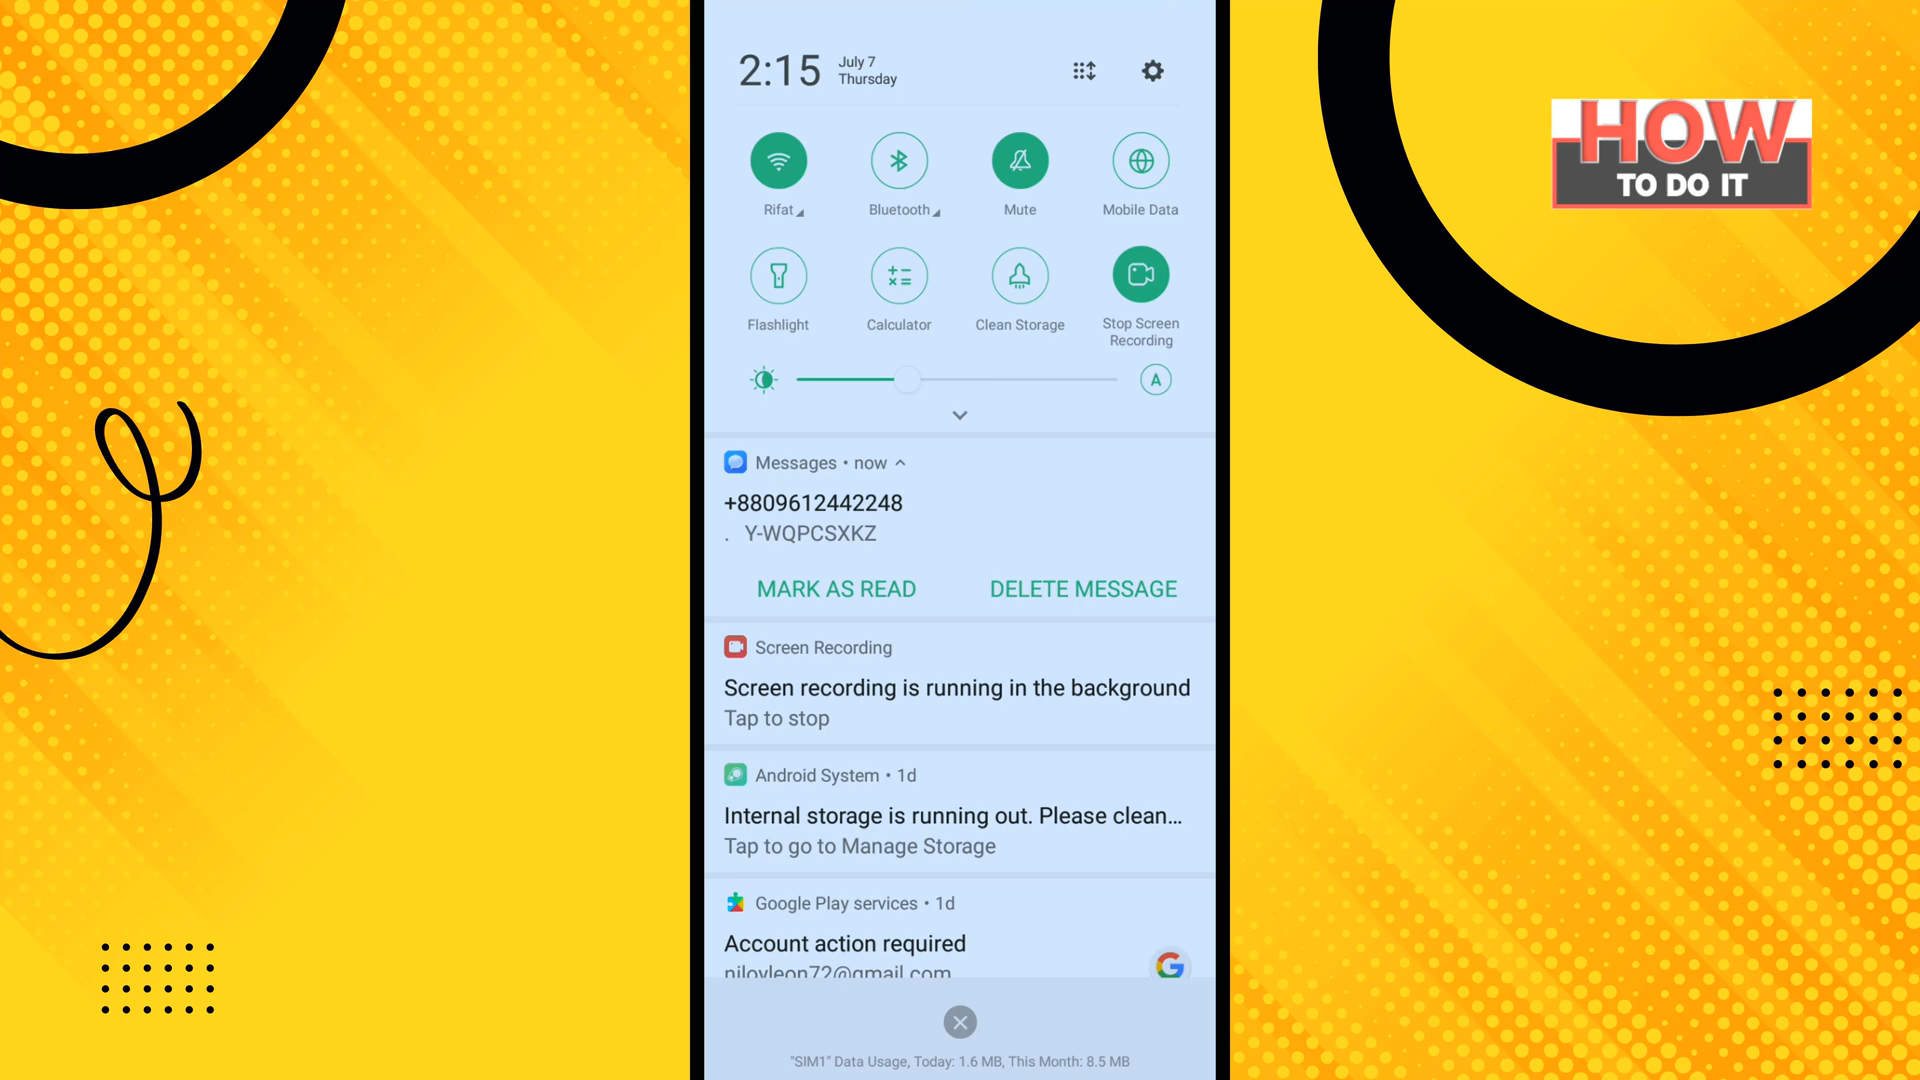 2:15
July 7
Thursday
HOW
TO DO IT
Rifat
Bluetooth
Mute
Mobile Data
Flashlight
Calculator
Clean Storage
Stop Screen
Recording
A
Messages • now
+8809612442248
. Y-WQPCSXKZ
MARK AS READ
DELETE MESSAGE
Screen Recording
Screen recording is running in the background
Tap to stop
Android System • 1d
Internal storage is running out. Please clean...
Tap to go to Manage Storage
Google Play services • 1d
Account action required
niloyleon72@gmail.com
"SIM1" Data Usage, Today: 1.6 MB, This Month: 8.5 MB